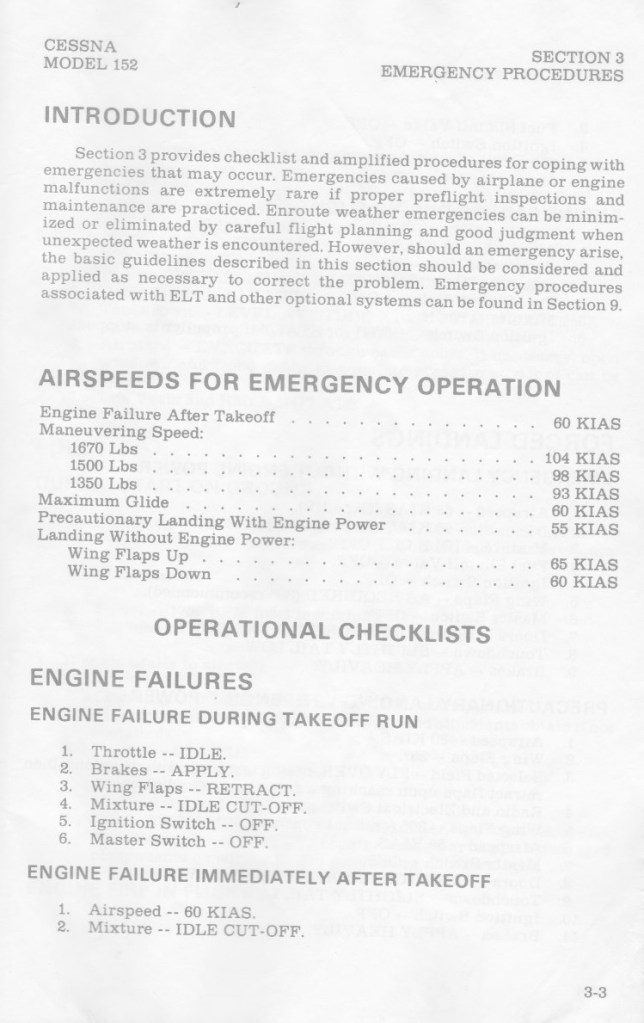 CESSNA
MODEL 152
SECTION 3
EMERGENCY PROCEDURES
INTRODUCTION
Section 3 provides checklist and amplified procedures for coping with
emergencies that may occur. Emergencies caused by airplane or engine
malfunctions are extremely rare if proper preflight inspections and
maintenance are practiced. Enroute weather emergencies can be minim-
ized or eliminated by careful flight planning and good judgment when
unexpected weather is encountered. However, should an emergency arise,
the basic guidelines described in this section should be considered and
applied as necessary to correct the problem. Emergency procedures
associated with ELT and other optional systems can be found in Section 9.
AIRSPEEDS FOR EMERGENCY OPERATION
Engine Failure After Takeoff . . . . . . . . . . . . . 60 KIAS
Maneuvering Speed:
1670 Lbs . . . . . . . . . . . . . . . . . . . . 104 KIAS
1500 Lbs . . . . . . . . . . . . . . . . . . . . 98 KIAS
1350 Lbs . . . . . . . . . . . . . . . . . . . . 93 KIAS
Maximum Glide . . . . . . . . . . . . . . . . . . 60 KIAS
Precautionary Landing With Engine Power . . . . . . . . 55 KIAS
Landing Without Engine Power:
Wing Flaps Up . . . . . . . . . . . . . . . . . . 65 KIAS
Wing Flaps Down . . . . . . . . . . . . . . . . . 60 KIAS
OPERATIONAL CHECKLISTS
ENGINE FAILURES
ENGINE FAILURE DURING TAKEOFF RUN
1. Throttle -- IDLE.
2. Brakes -- APPLY.
3. Wing Flaps -- RETRACT.
4. Mixture -- IDLE CUT-OFF.
5. Ignition Switch -- OFF.
6. Master Switch -- OFF.
ENGINE FAILURE IMMEDIATELY AFTER TAKEOFF
1. Airspeed -- 60 KIAS.
2. Mixture -- IDLE CUT-OFF.
3-3